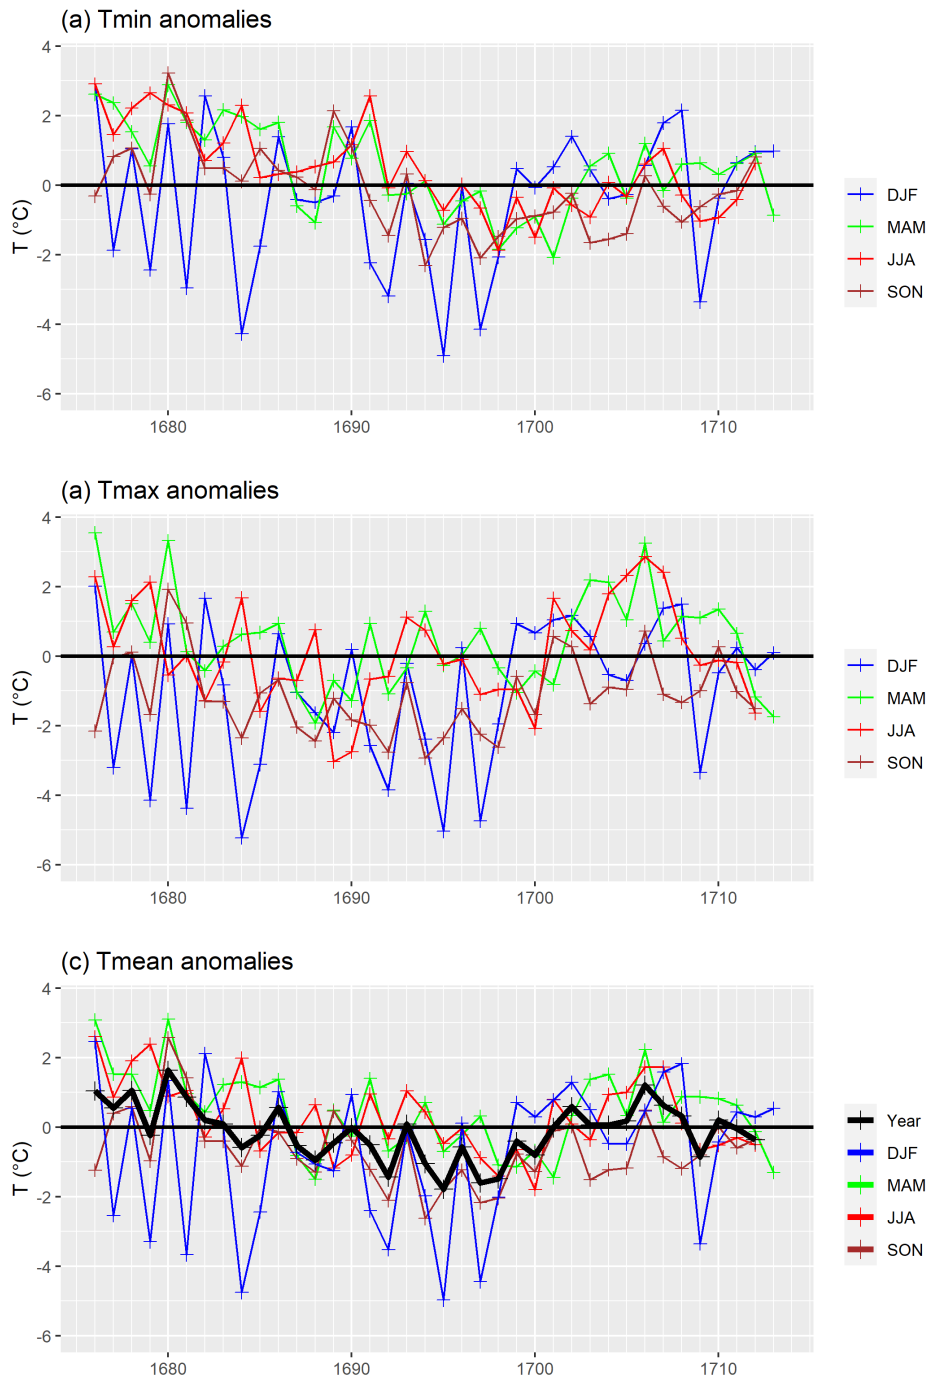 (a) Tmin anomalies
4
2
0
-2
-4
-6
T (°C)
1680
1690
1700
1710
DJF
MAM
JJA
SON
(a) Tmax anomalies
4
2
0
-2
-4
-6
T (°C)
1680
1690
1700
1710
DJF
MAM
JJA
SON
(c) Tmean anomalies
4
2
0
-2
-4
-6
T (°C)
1680
1690
1700
1710
Year
DJF
MAM
JJA
SON